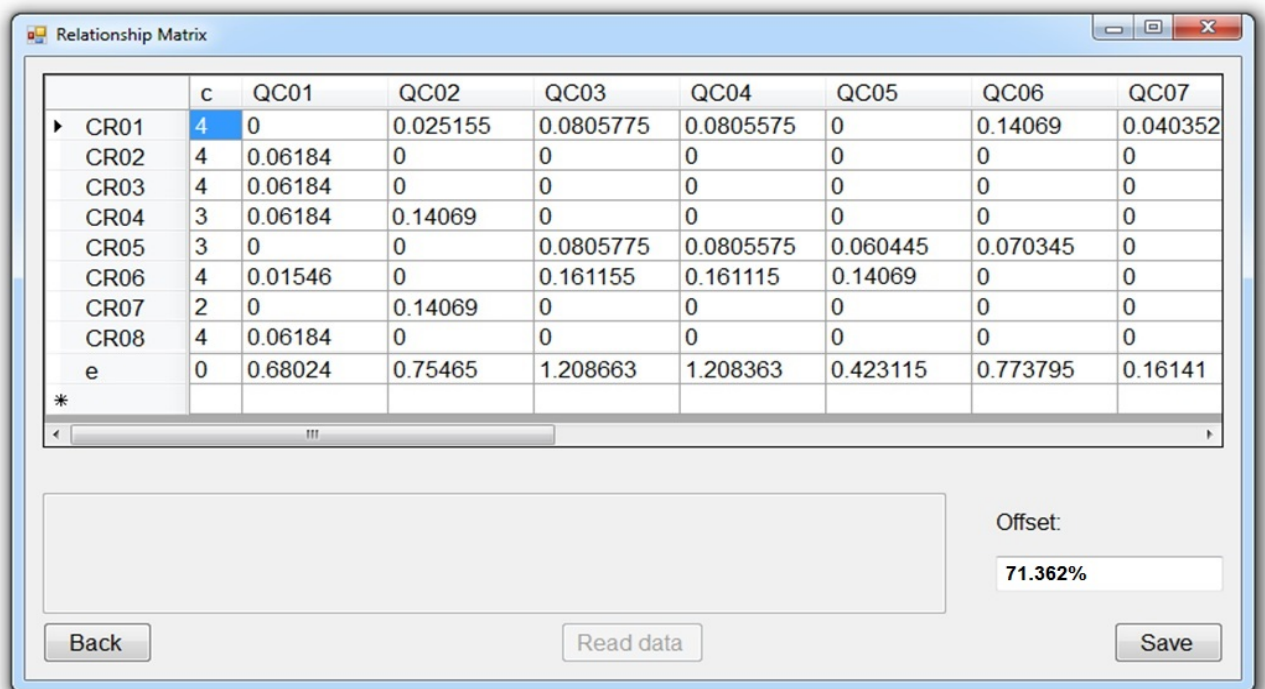 Relationship Matrix
c QC01 QC02 QC03 QC04 QC05 QC06 QC07
CR01 4 0 0.025155 0.0805775 0.0805575 0 0.14069 0.040352
CR02 4 0.06184 0 0 0 0 0 0
CR03 4 0.06184 0 0 0 0 0 0
CR04 3 0.06184 0.14069 0 0 0 0 0
CR05 3 0 0 0.0805775 0.0805575 0.060445 0.070345 0
CR06 4 0.01546 0 0.161155 0.161115 0.14069 0 0
CR07 2 0 0.14069 0 0 0 0 0
CR08 4 0.06184 0 0 0 0 0 0
e 0 0.68024 0.75465 1.208663 1.208363 0.423115 0.773795 0.16141
*
Offset:
71.362%
Back Read data Save